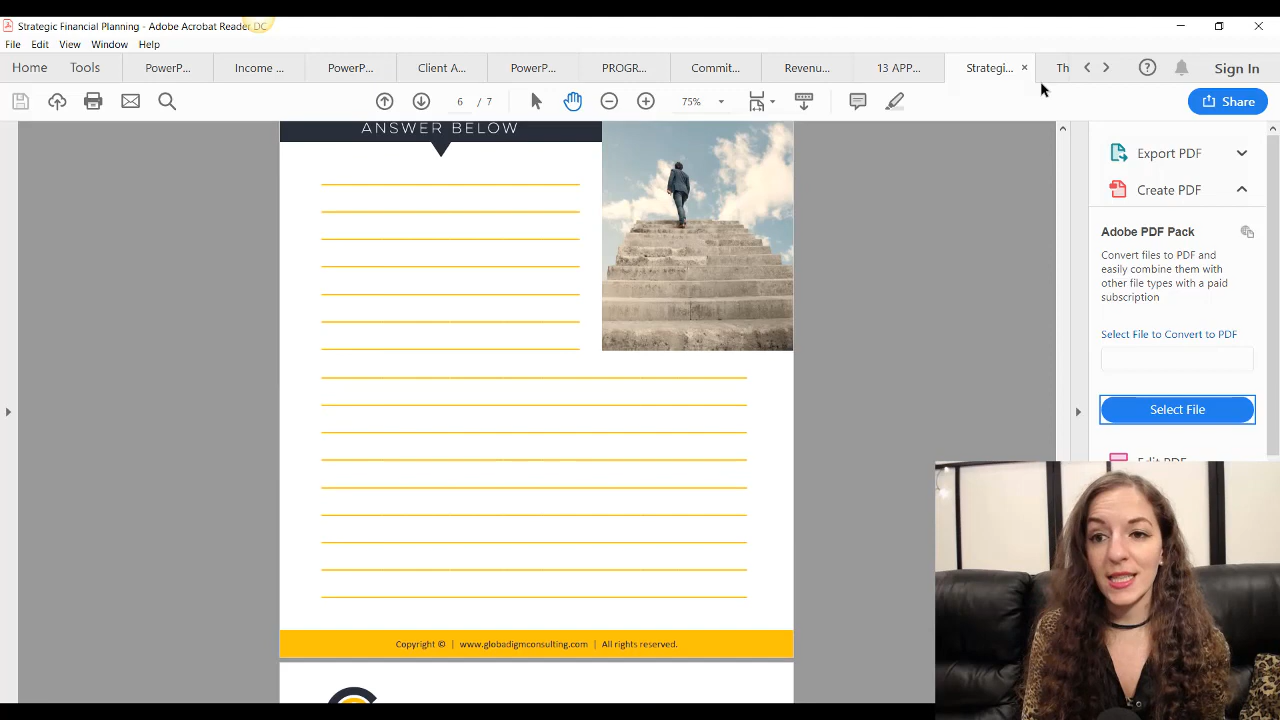 Strategic Financial Planning - Adobe Acrobat Reader DC
File Edit View Window Help
Home Tools PowerP... Income ... PowerP... Client A... PowerP... PROGR... Commit... Revenu... 13 APP... Strategi... × Th
6 / 7 75% Share
Sign In
ANSWER BELOW
Export PDF
Create PDF
Adobe PDF Pack
Convert files to PDF and
easily combine them with
other file types with a paid
subscription
Select File to Convert to PDF
Select File
Edit PDF
Copyright © | www.globadigmconsulting.com | All rights reserved.